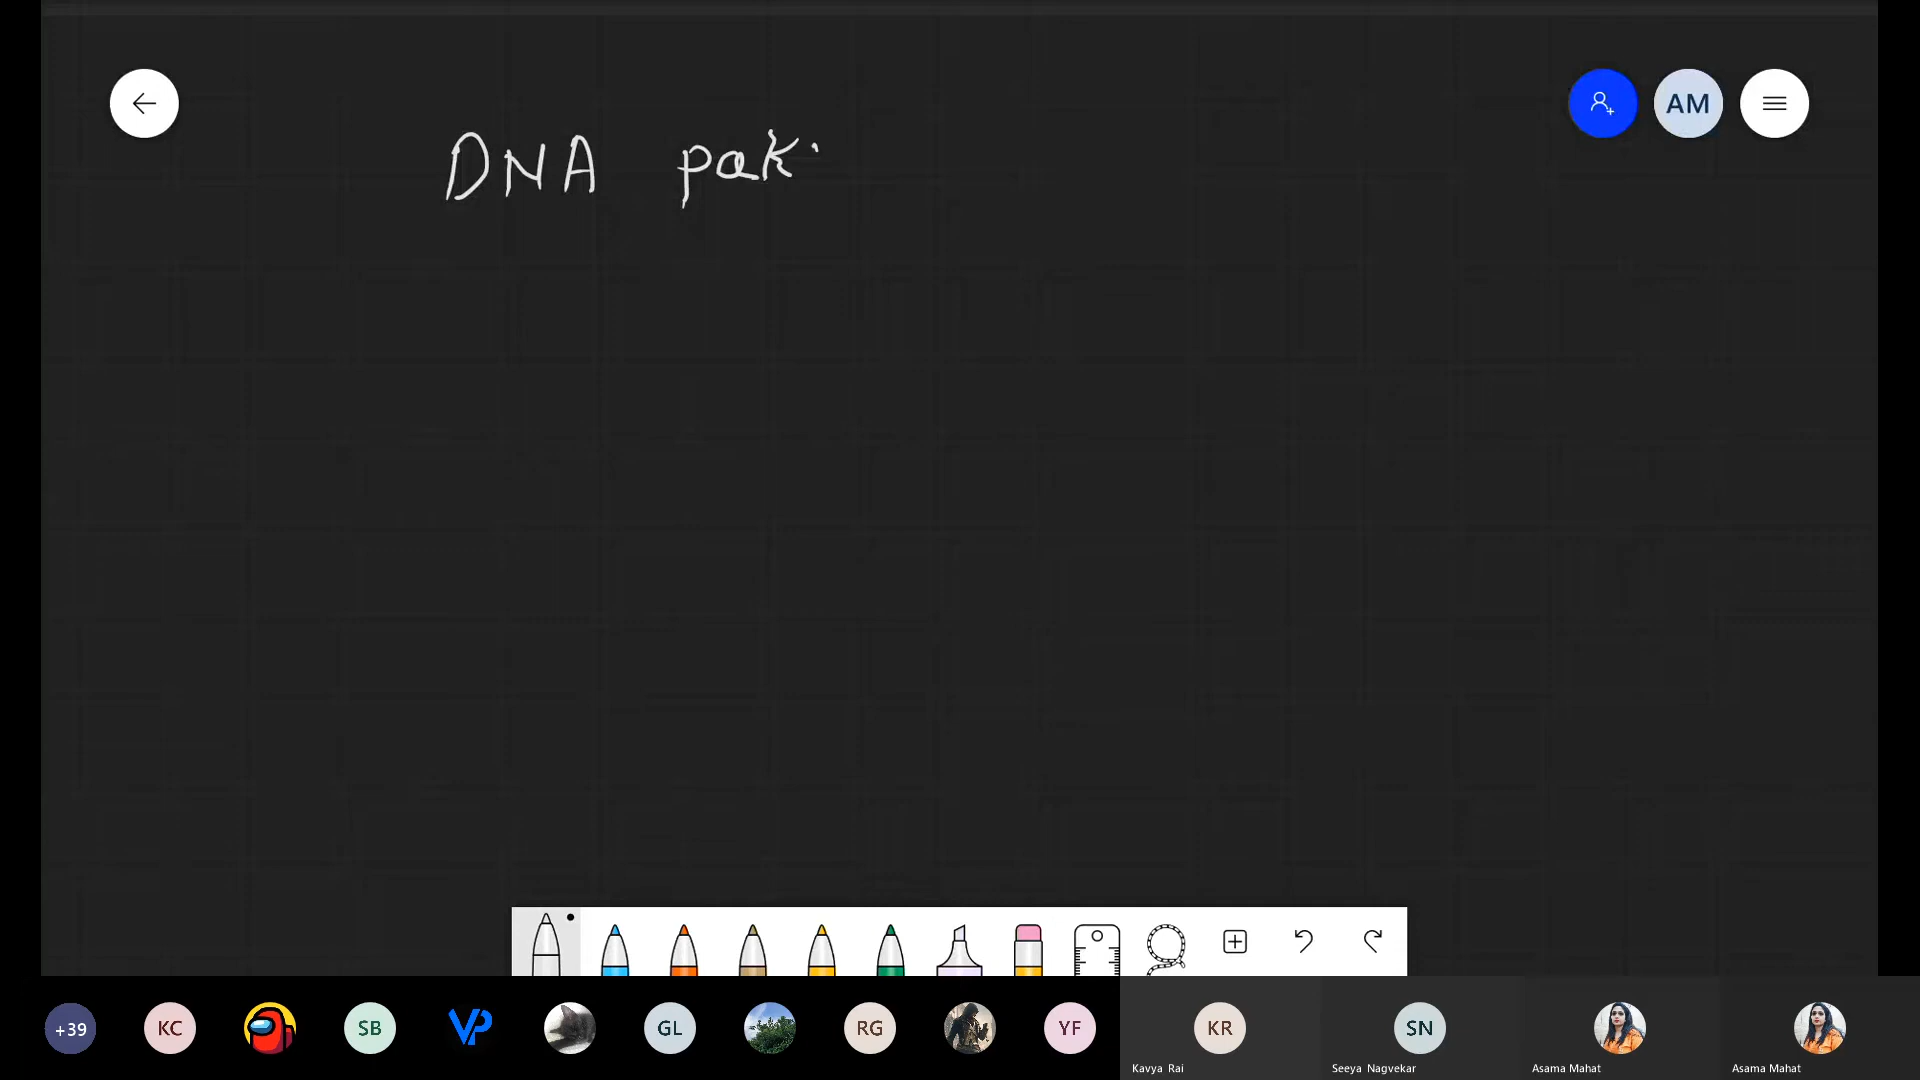 AM
DNA pak
+39
KC
SB
VP
GL
RG
YF
KR
SN
Kavya Rai
Seeya Nagvekar
Asama Mahat
Asama Mahat